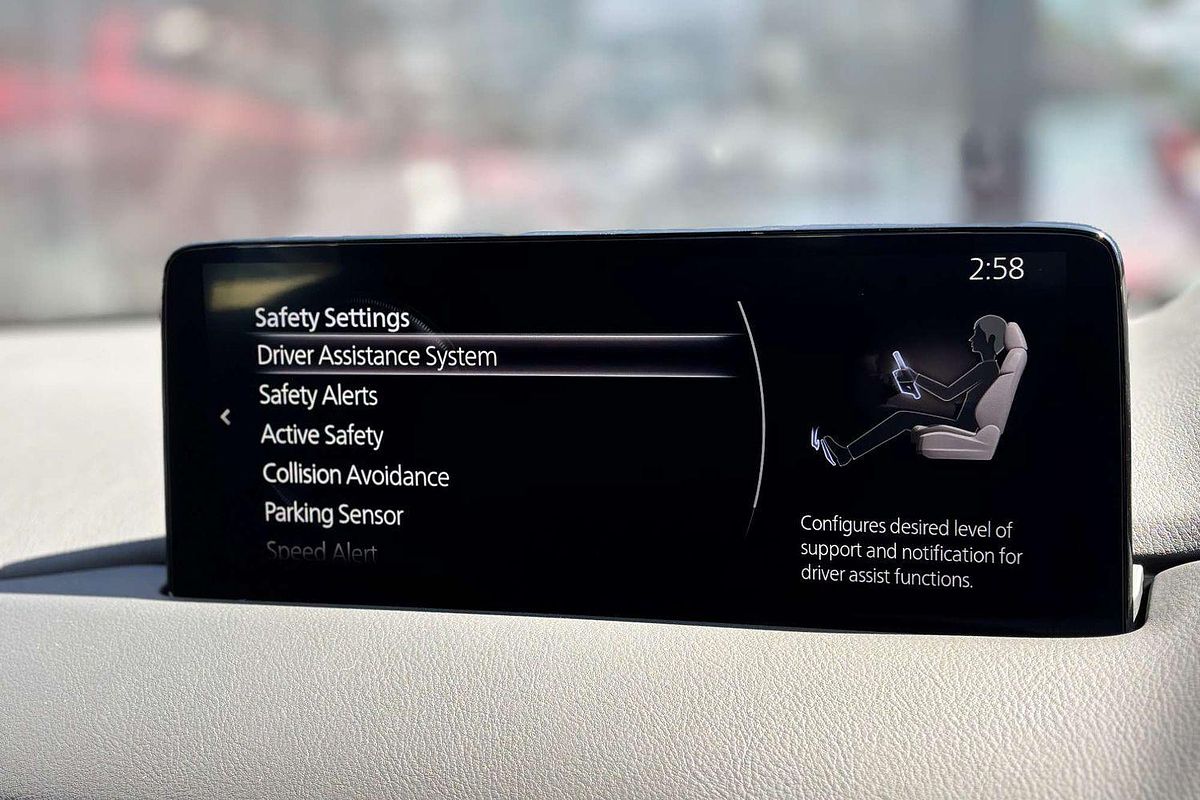 2:58
Safety Settings
Driver Assistance System
Safety Alerts
Active Safety
Collision Avoidance
Parking Sensor
Speed Alert
Configures desired level of
support and notification for
driver assist functions.